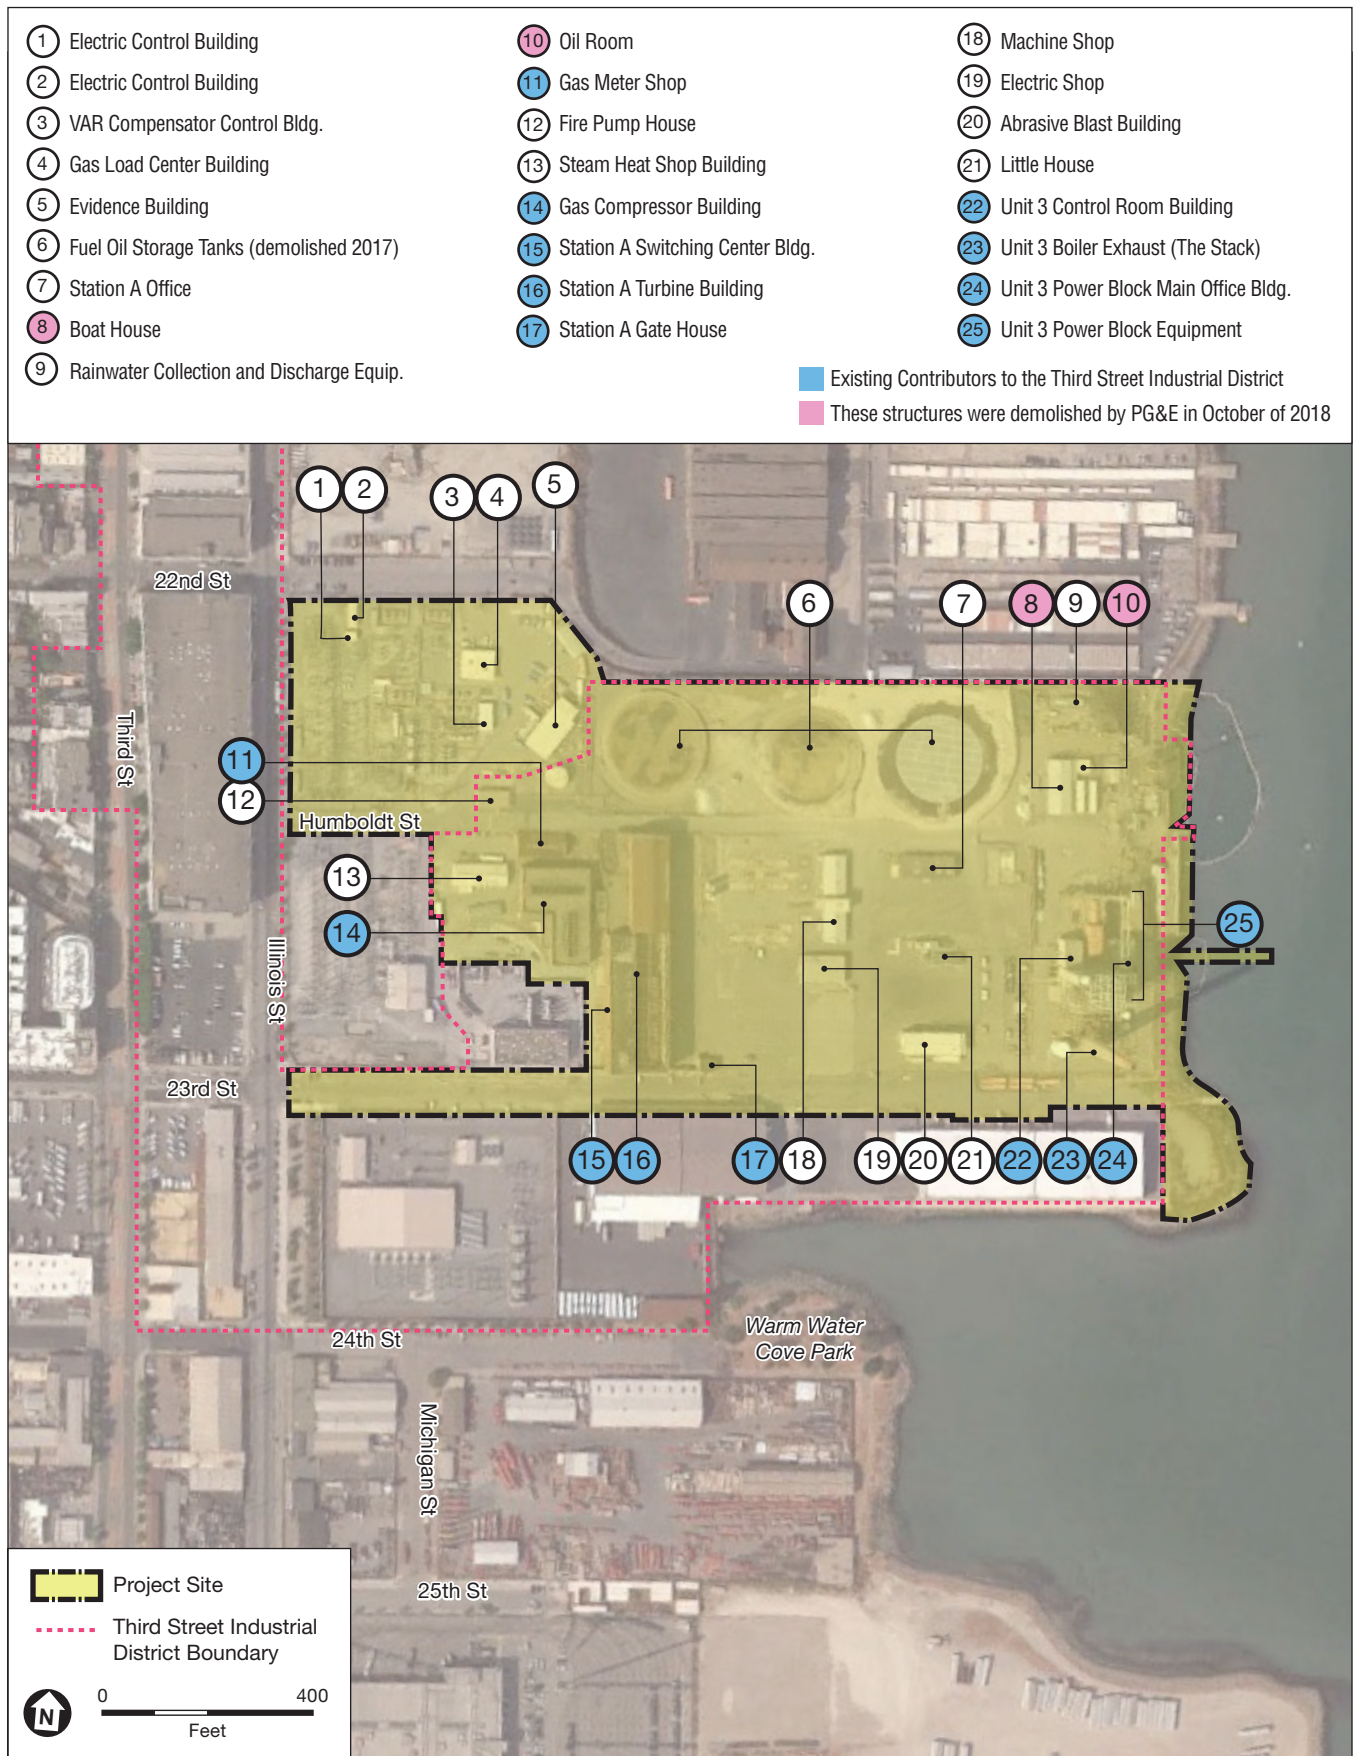 1 Electric Control Building
2 Electric Control Building
3 VAR Compensator Control Bldg.
4 Gas Load Center Building
5 Evidence Building
6 Fuel Oil Storage Tanks (demolished 2017)
7 Station A Office
8 Boat House
9 Rainwater Collection and Discharge Equip.
10 Oil Room
11 Gas Meter Shop
12 Fire Pump House
13 Steam Heat Shop Building
14 Gas Compressor Building
15 Station A Switching Center Bldg.
16 Station A Turbine Building
17 Station A Gate House
18 Machine Shop
19 Electric Shop
20 Abrasive Blast Building
21 Little House
22 Unit 3 Control Room Building
23 Unit 3 Boiler Exhaust (The Stack)
24 Unit 3 Power Block Main Office Bldg.
25 Unit 3 Power Block Equipment
Existing Contributors to the Third Street Industrial District
These structures were demolished by PG&E in October of 2018
1 2 3 4 5
22nd St
6 7 8 9 10
Third St
11
12
Humboldt St
13
14
25
Illinois St
23rd St
15 16 17 18 19 20 21 22 23 24
24th St
Warm Water
Cove Park
Michigan St
25th St
Project Site
Third Street Industrial
District Boundary
N
0 400
Feet